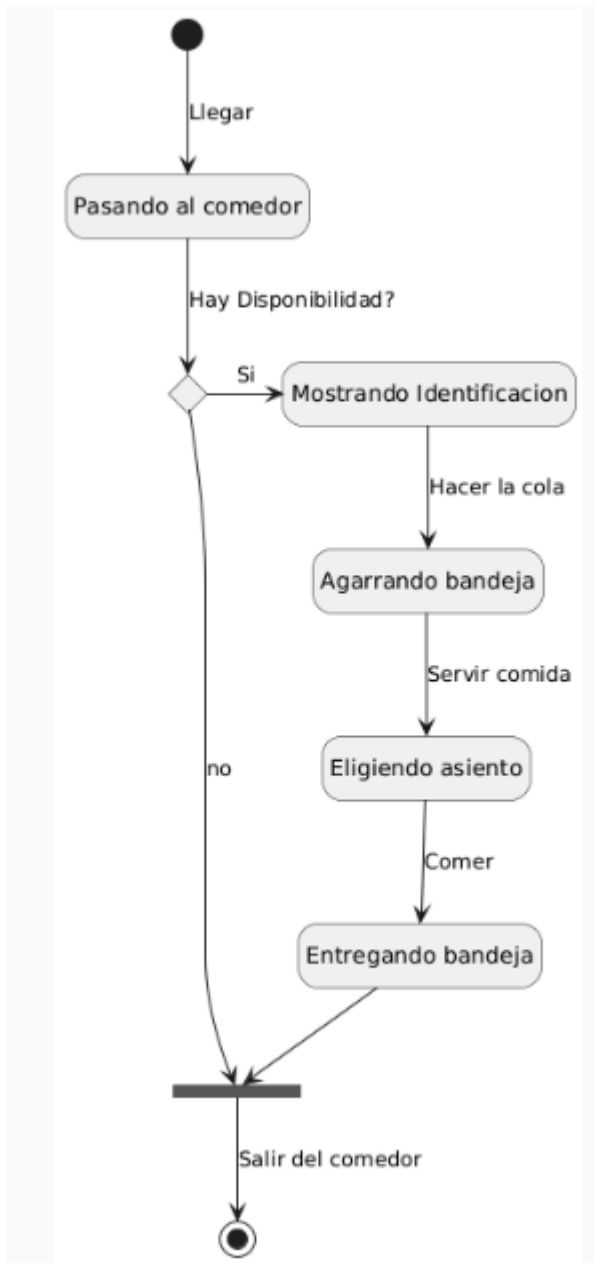 Llegar
Pasando al comedor
Hay Disponibilidad?
Si
Mostrando Identificacion
Hacer la cola
Agarrando bandeja
Servir comida
no
Eligiendo asiento
Comer
Entregando bandeja
Salir del comedor